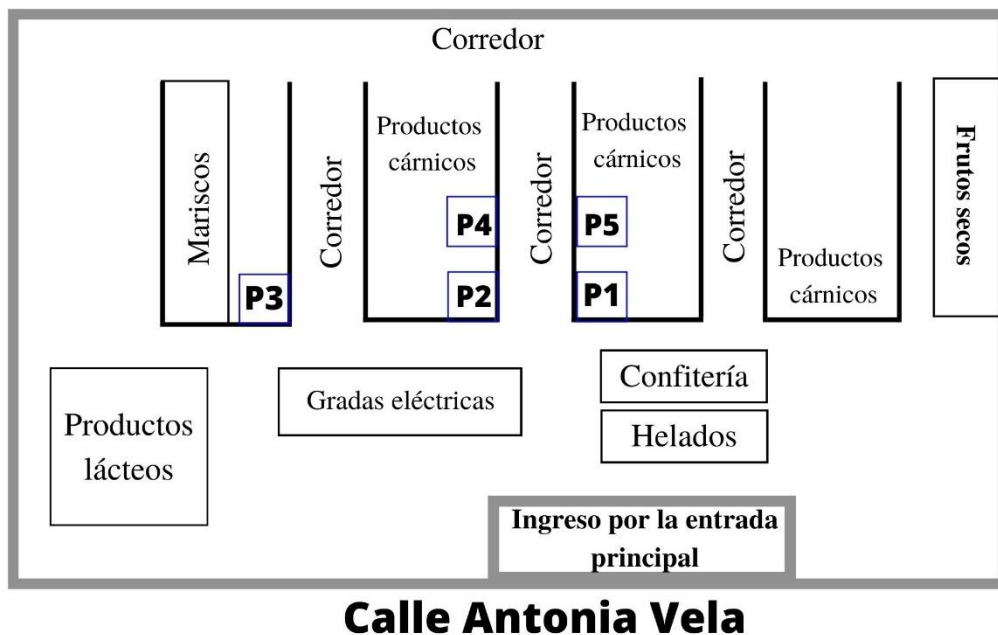 Corredor
Mariscos
Corredor
Productos
cárnicos
Corredor
Productos
cárnicos
Corredor
Productos
cárnicos
Frutos secos
P4
P5
P3
P2
P1
Productos
lácteos
Gradas eléctricas
Confitería
Helados
Ingreso por la entrada
principal
Calle Antonia Vela